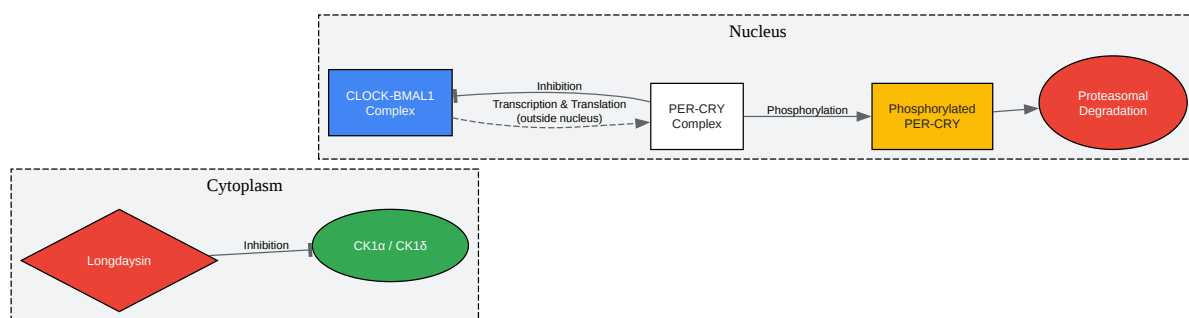 Nucleus
CLOCK-BMAL1
Complex
Inhibition
Transcription & Translation
(outside nucleus)
PER-CRY
Complex
Phosphorylation
Phosphorylated
PER-CRY
Proteasomal
Degradation
Cytoplasm
Longdaysin
Inhibition
CK1α / CK1δ